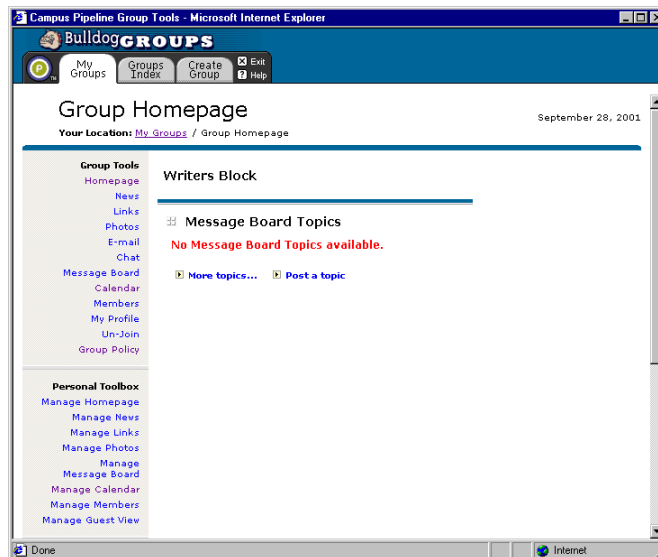 Campus Pipeline Group Tools - Microsoft Internet Explorer
Bulldog GROUPS
P
TM
My
Groups
Groups
Index
Create
Group
X Exit
? Help
Group Homepage
September 28, 2001
Your Location: My Groups / Group Homepage
Group Tools
Homepage
News
Links
Photos
E-mail
Chat
Message Board
Calendar
Members
My Profile
Un-Join
Group Policy
Personal Toolbox
Manage Homepage
Manage News
Manage Links
Manage Photos
Manage
Message Board
Manage Calendar
Manage Members
Manage Guest View
Writers Block
Message Board Topics
No Message Board Topics available.
More topics... Post a topic
Done
Internet